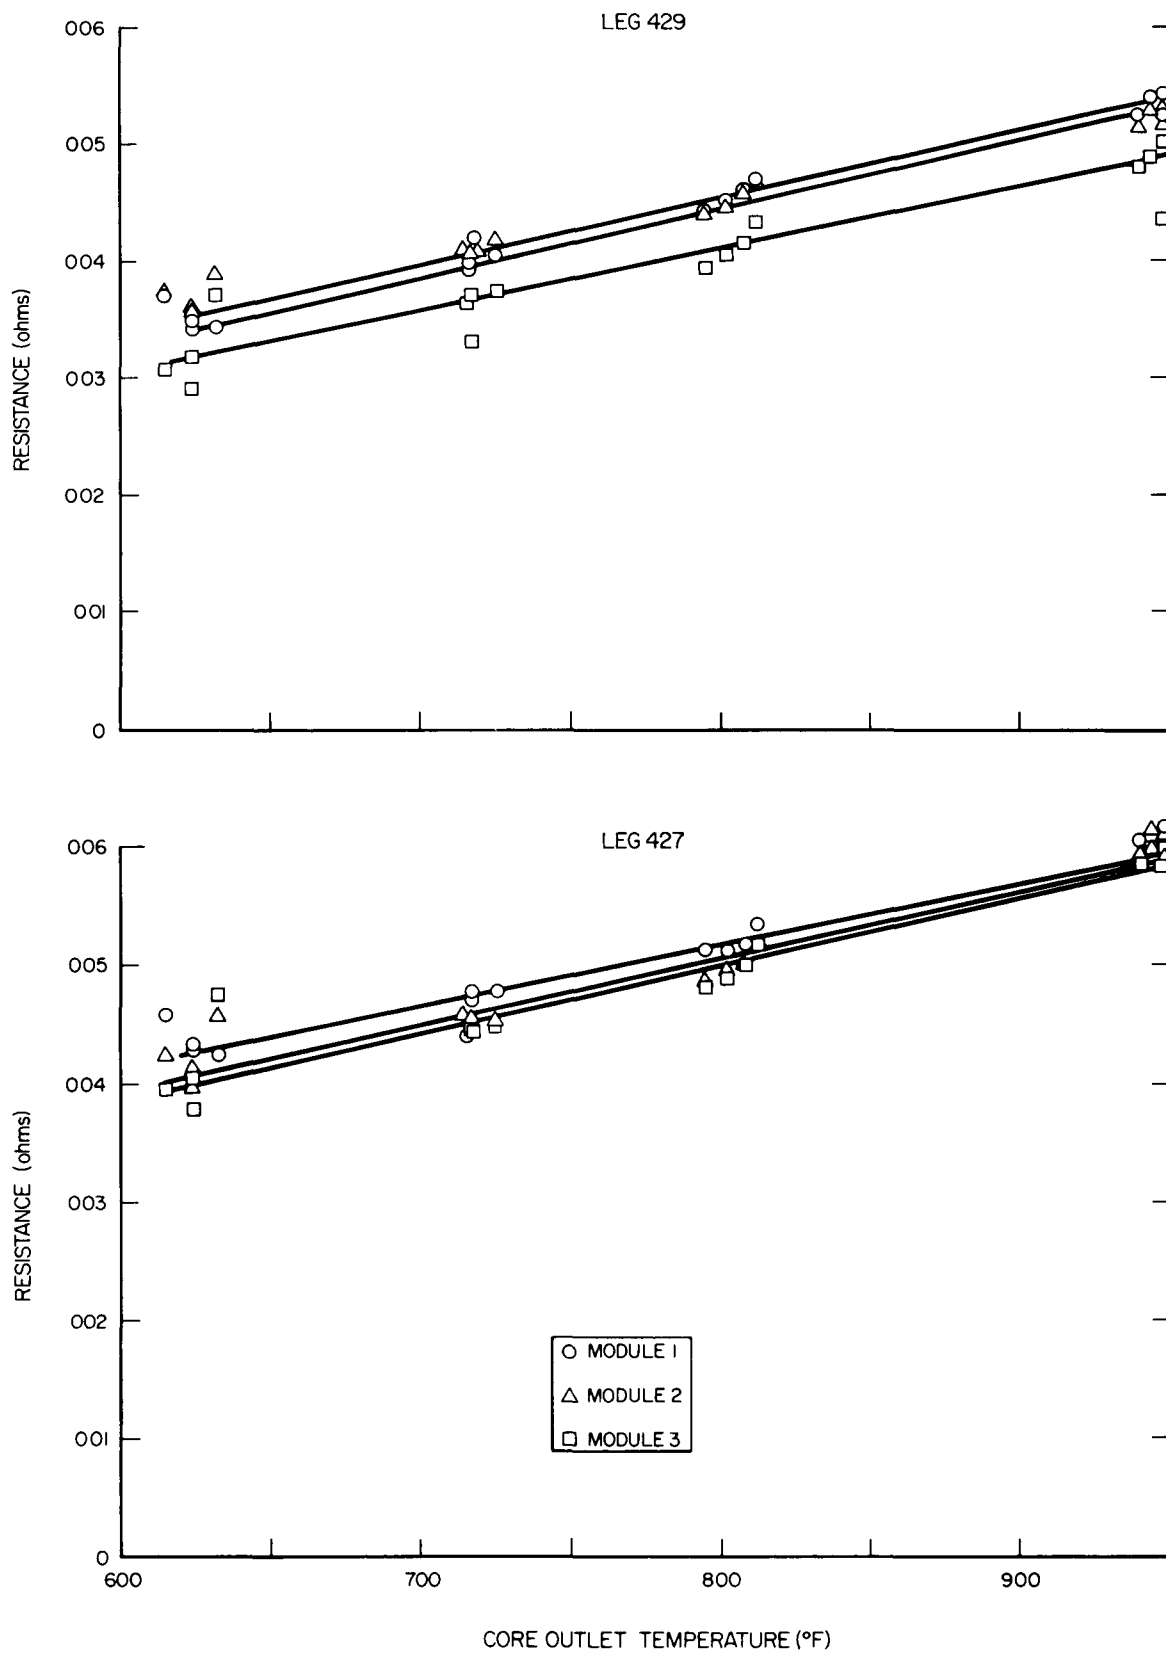 LEG 429
006
005
004
003
002
001
0
RESISTANCE (ohms)
LEG 427
006
005
004
003
002
001
0
RESISTANCE (ohms)
MODULE 1
MODULE 2
MODULE 3
600
700
800
900
CORE OUTLET TEMPERATURE (°F)